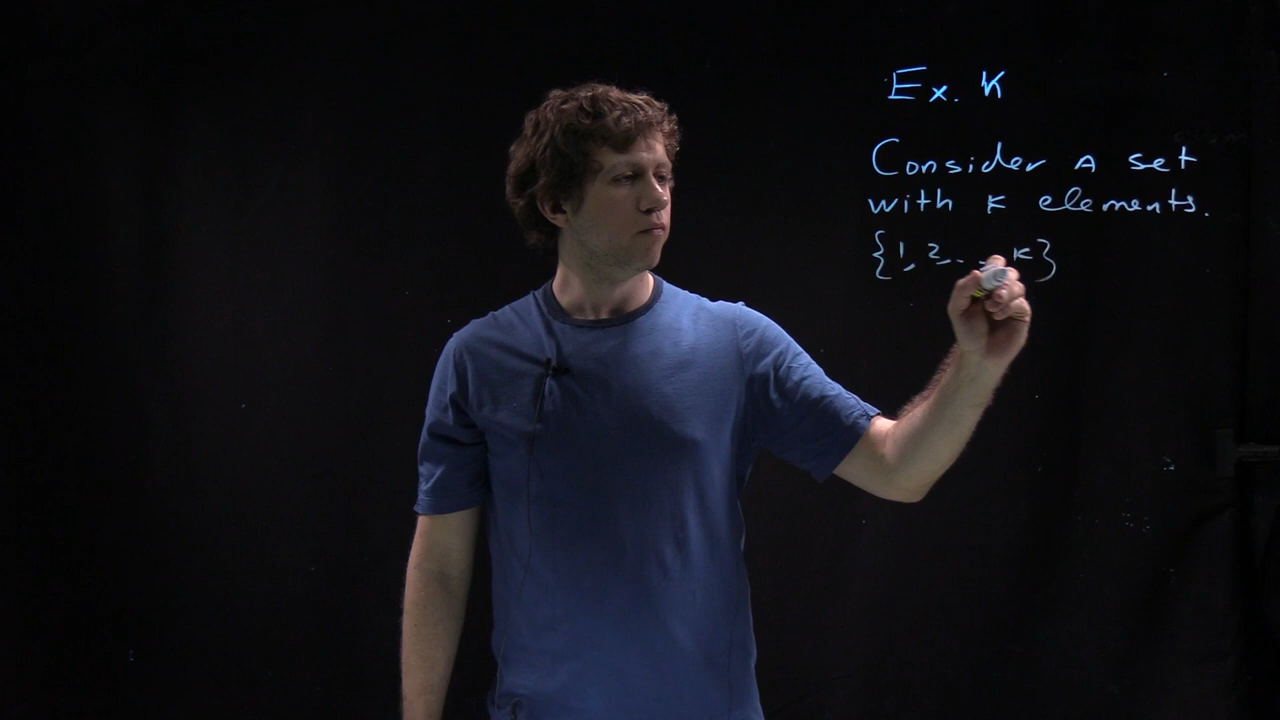 Ex. K
Consider a set
with K elements.
{1, 2, . . , K}